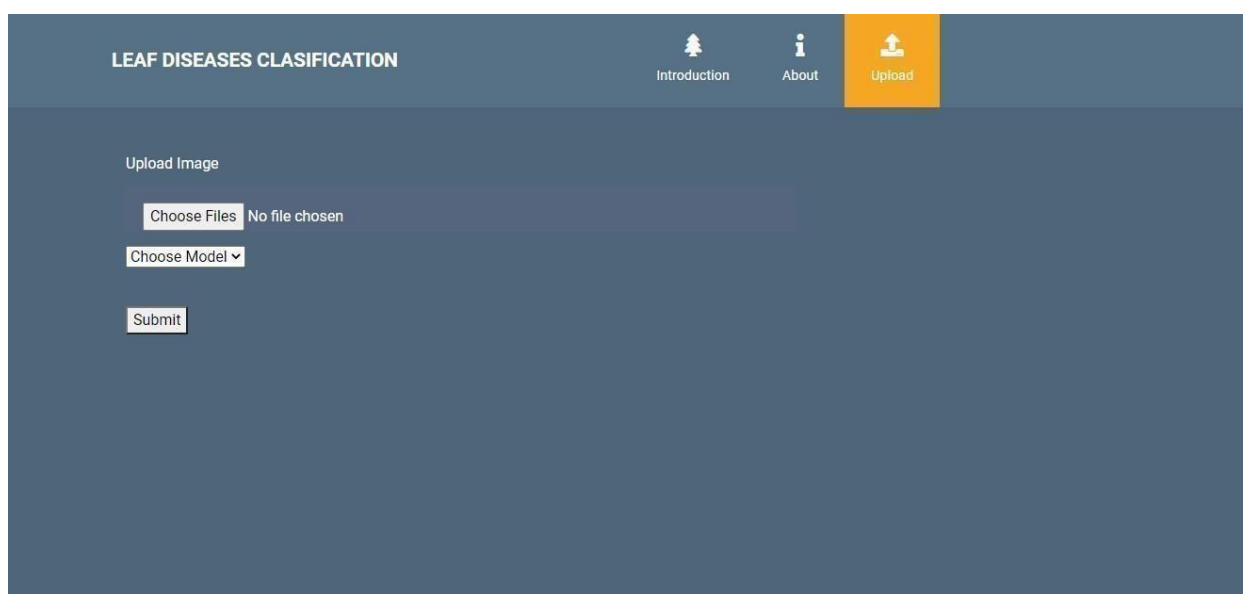 LEAF DISEASES CLASIFICATION
Introduction
About
Upload
Upload Image
Choose Files No file chosen
Choose Model
Submit